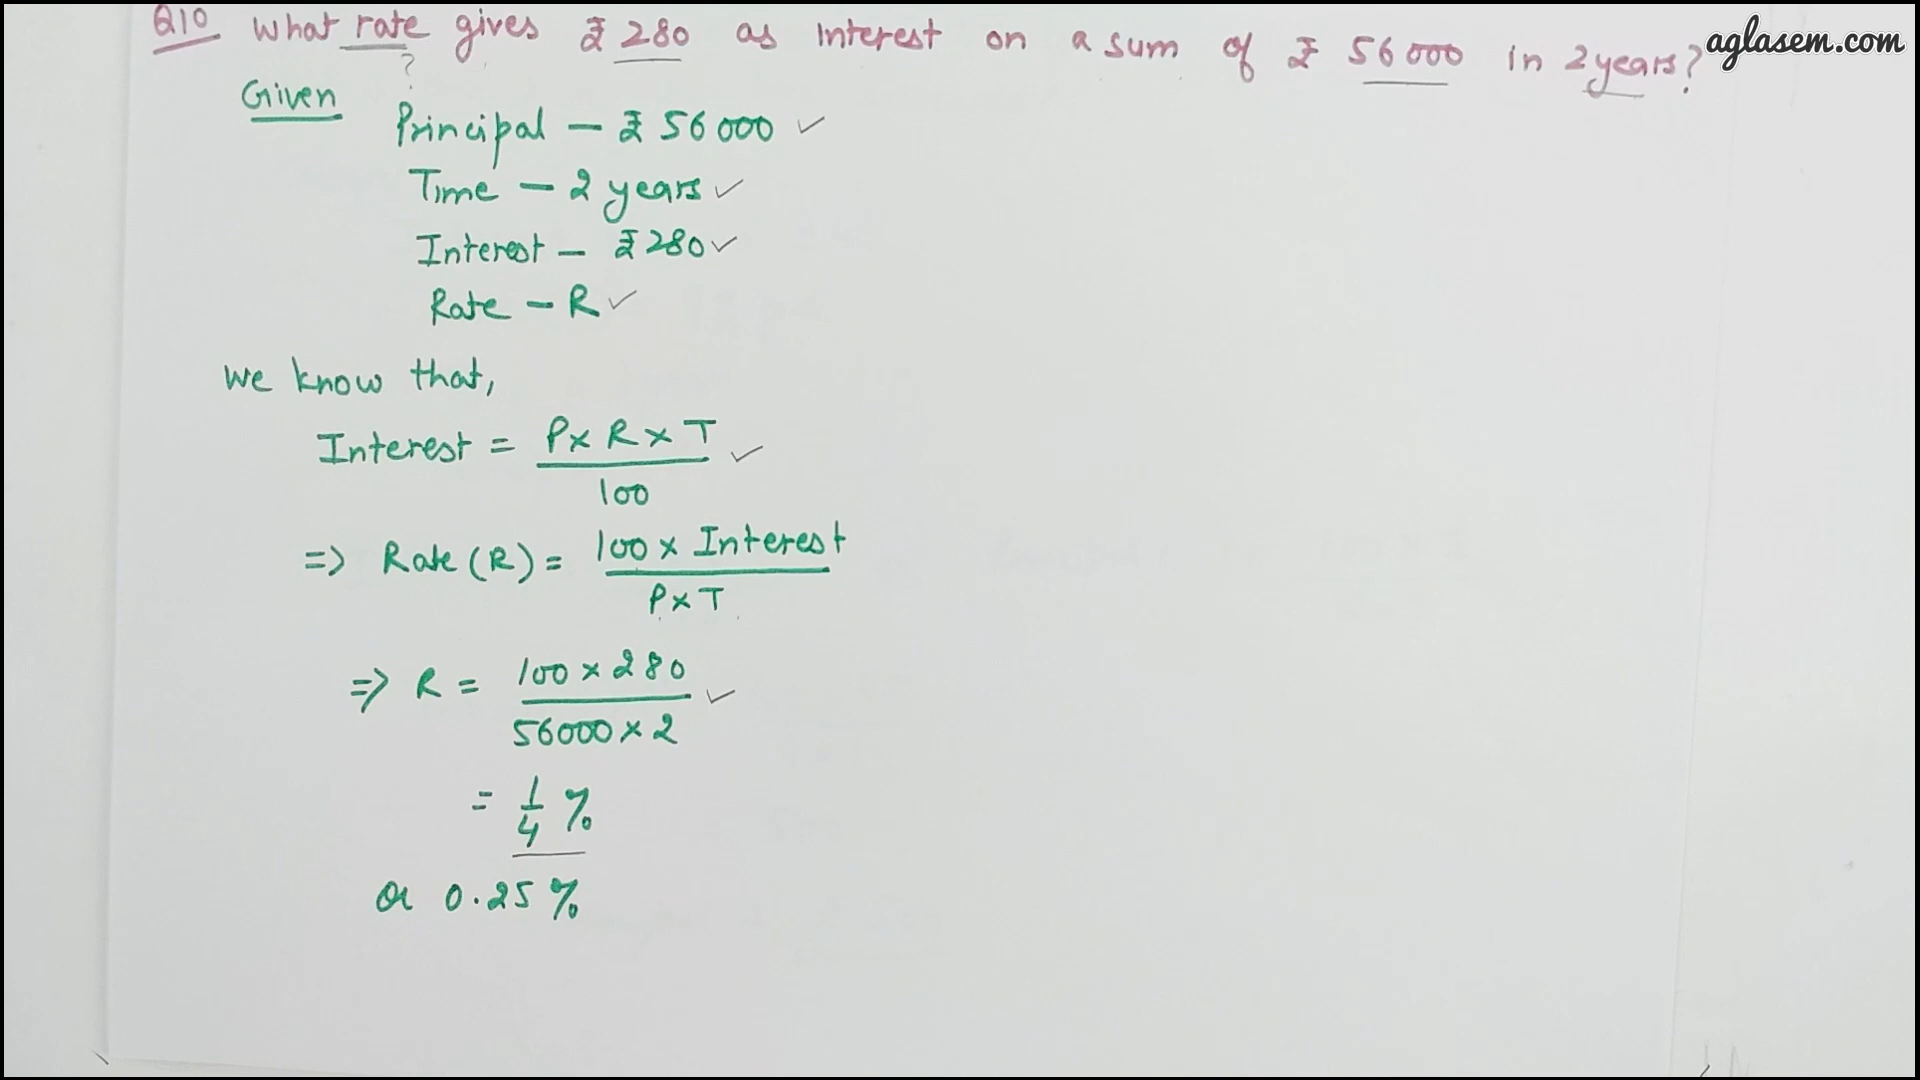 Q10 What rate gives ₹ 280 as interest on a sum of ₹ 56000 in 2 years?
aglasem.com
?
Given
Principal – ₹ 56000 ✓
Time – 2 years ✓
Interest – ₹ 280 ✓
Rate – R ✓
We know that,
Interest = P × R × T / 100 ✓
=> Rate (R) = 100 × Interest / P × T
=> R = 100 × 280 / 56000 × 2 ✓
= 1/4 %
or 0.25 %